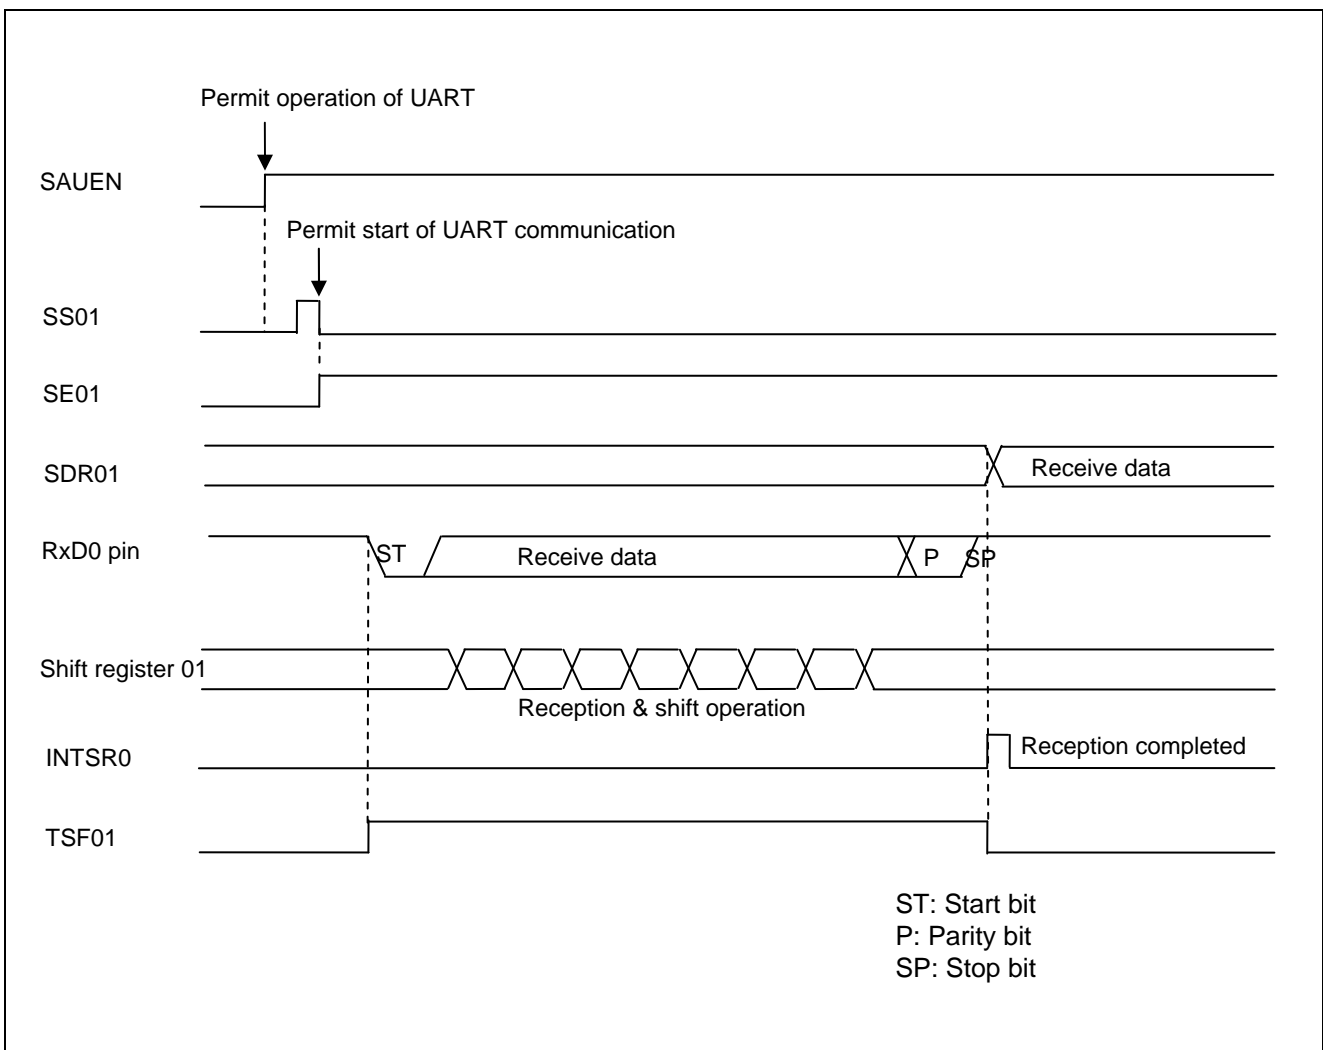 Permit operation of UART
SAUEN
Permit start of UART communication
SS01
SE01
SDR01
Receive data
RxD0 pin
ST
Receive data
P
SP
Shift register 01
Reception & shift operation
INTSR0
Reception completed
TSF01
ST: Start bit
P: Parity bit
SP: Stop bit